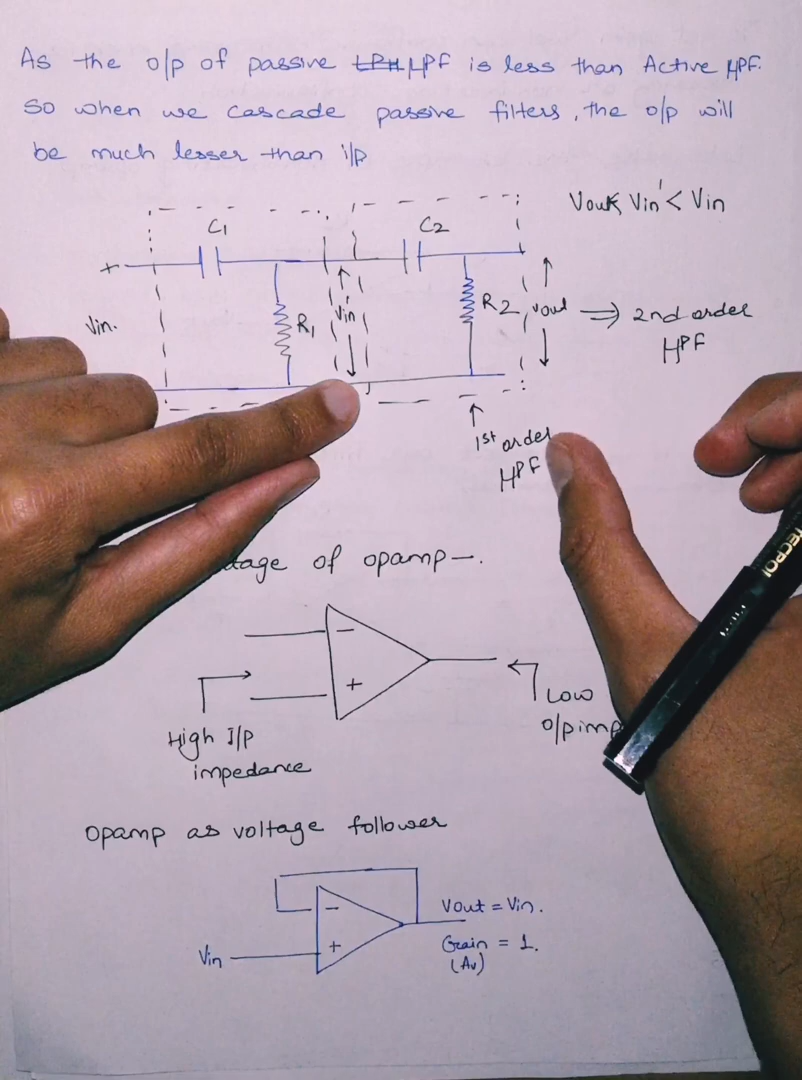 As the o/p of passive HPF is less than Active HPF.
So when we cascade passive filters, the o/p will
be much lesser than i/p
Vout < Vin' < Vin
C1
C2
+
Vin.
R1
Vin'
R2
Vout
⇒ 2nd order
HPF
1st order
HPF
of opamp –.
−
+
High I/p
impedance
Low
o/p imp
TECPO
Opamp as voltage follower
−
+
Vin
Vout = Vin.
Gain = 1.
(Av)